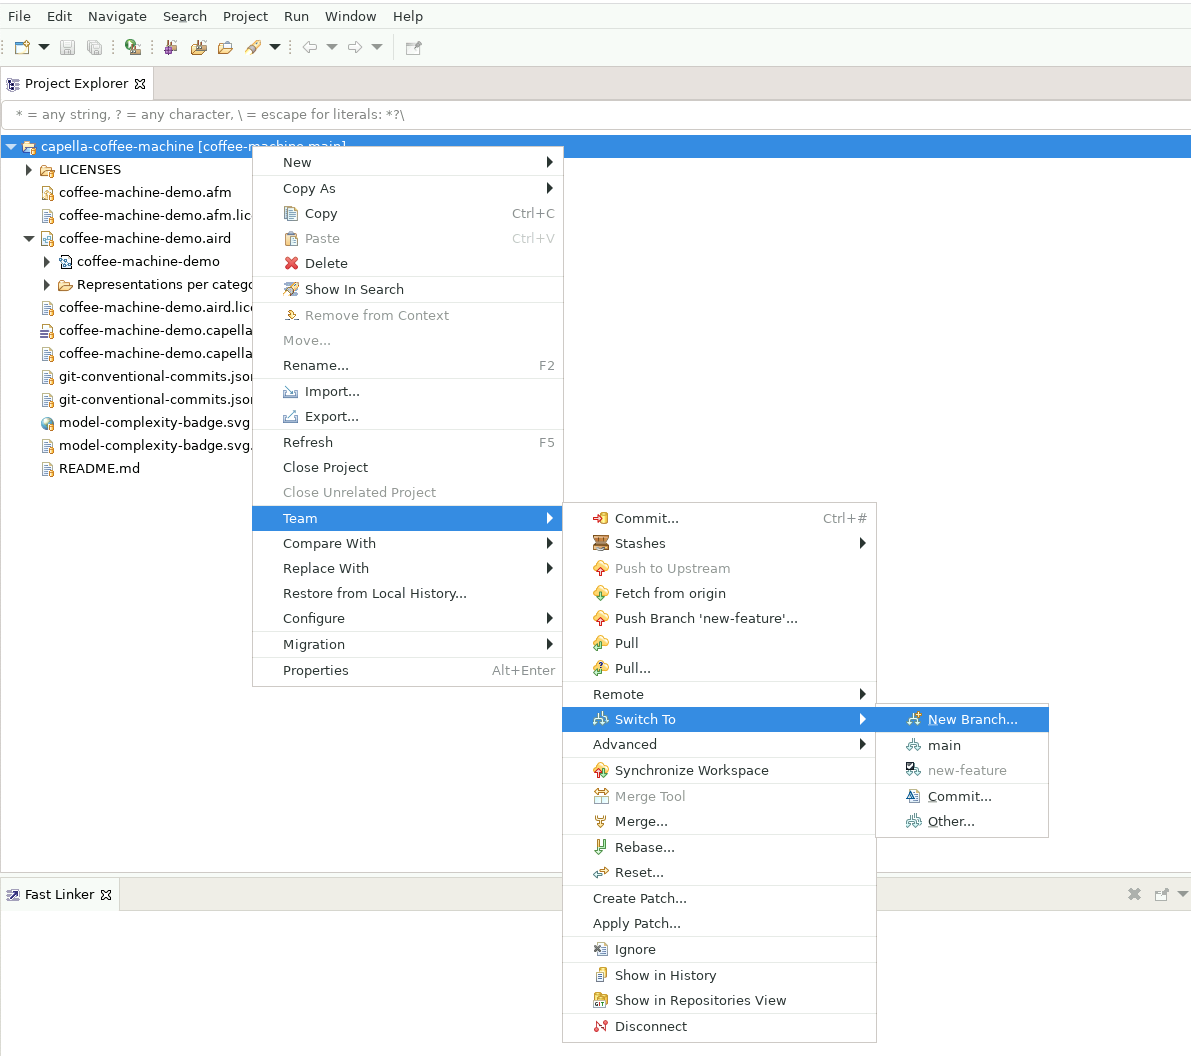 File Edit Navigate Search Project Run Window Help
Project Explorer
* = any string, ? = any character, \ = escape for literals: *?\
capella-coffee-machine [coffee-machine main]
LICENSES
coffee-machine-demo.afm
coffee-machine-demo.afm.lic
coffee-machine-demo.aird
coffee-machine-demo
Representations per catego
coffee-machine-demo.aird.lic
coffee-machine-demo.capella
coffee-machine-demo.capella
git-conventional-commits.json
git-conventional-commits.json
model-complexity-badge.svg
model-complexity-badge.svg.
README.md
New
Copy As
Copy Ctrl+C
Paste Ctrl+V
Delete
Show In Search
Remove from Context
Move...
Rename... F2
Import...
Export...
Refresh F5
Close Project
Close Unrelated Project
Team
Compare With
Replace With
Restore from Local History...
Configure
Migration
Properties Alt+Enter
Commit... Ctrl+#
Stashes
Push to Upstream
Fetch from origin
Push Branch 'new-feature'...
Pull
Pull...
Remote
Switch To
Advanced
Synchronize Workspace
Merge Tool
Merge...
Rebase...
Reset...
Create Patch...
Apply Patch...
Ignore
Show in History
GIT Show in Repositories View
Disconnect
New Branch...
main
new-feature
Commit...
Other...
Fast Linker